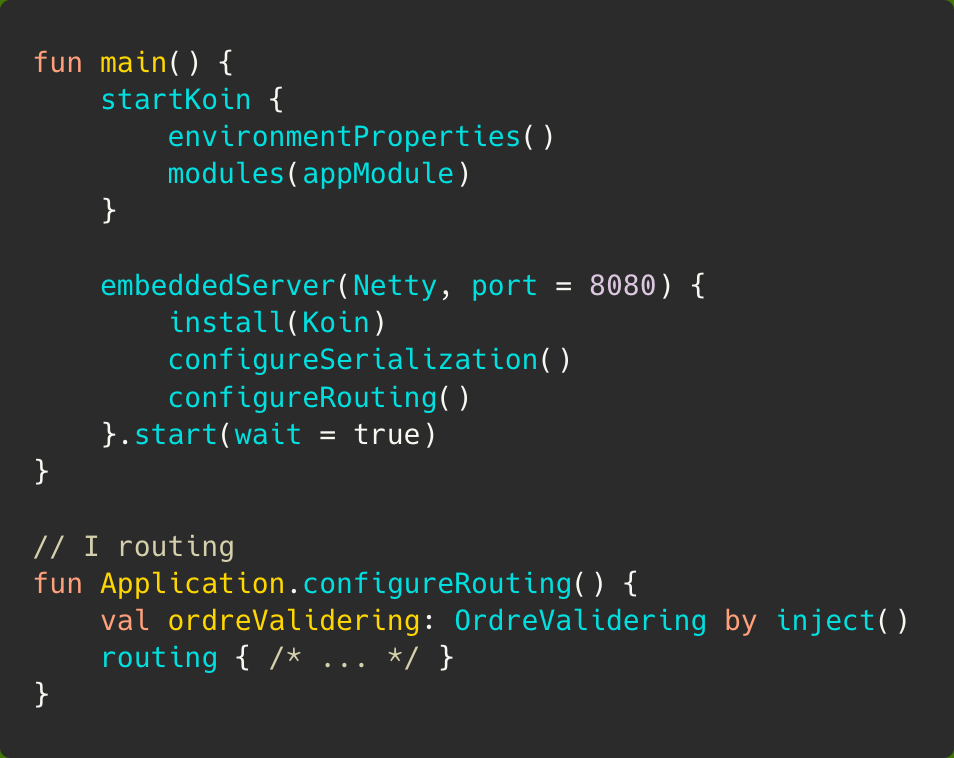 fun main() {
    startKoin {
        environmentProperties()
        modules(appModule)
    }

    embeddedServer(Netty, port = 8080) {
        install(Koin)
        configureSerialization()
        configureRouting()
    }.start(wait = true)
}

// I routing
fun Application.configureRouting() {
    val ordreValidering: OrdreValidering by inject()
    routing { /* ... */ }
}